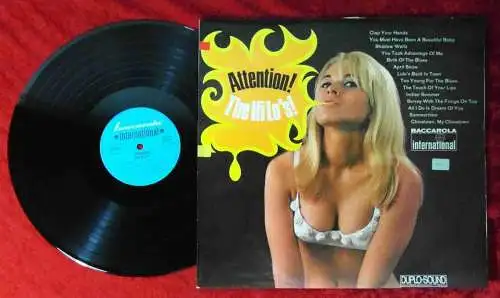 Attention!
The Hi Lo's!
Clap Your Hands
You Must Have Been A Beautiful Baby
Shadow Waltz
You Took Advantage Of Me
Birth Of The Blues
April Snow
Lulu's Back In Town
Too Young For The Blues
The Touch Of Your Lips
Indian Summer
Surrey With The Fringe On Top
All I Do Is Dream Of You
Summertime
Chinatown, My Chinatown
BACCAROLA
international
DUPLO-SOUND
international